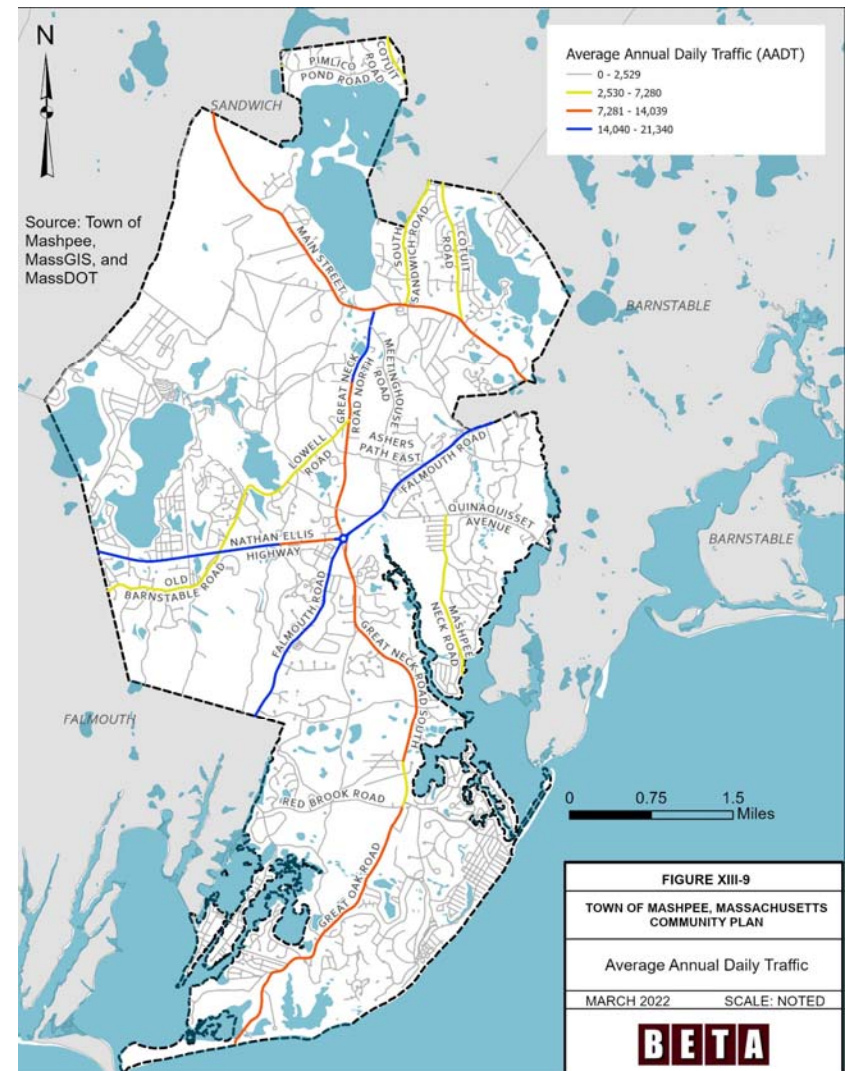 N
PIMLICO
POND ROAD
COTUIT
ROAD
SANDWICH
Average Annual Daily Traffic (AADT)
0 - 2,529
2,530 - 7,280
7,281 - 14,039
14,040 - 21,340
Source: Town of
Mashpee,
MassGIS, and
MassDOT
MAIN STREET
SOUTH
SANDWICH ROAD
COTUIT
ROAD
BARNSTABLE
GREAT NECK
ROAD NORTH
MEETINGHOUSE
ROAD
LOWELL
ROAD
ASHERS
PATH EAST
FALMOUTH ROAD
QUINAQUISSET
AVENUE
BARNSTABLE
NATHAN ELLIS
HIGHWAY
OLD
BARNSTABLE ROAD
FALMOUTH ROAD
MASHPEE
NECK ROAD
GREAT NECK ROAD SOUTH
FALMOUTH
RED BROOK ROAD
0 0.75 1.5
Miles
GREAT OAK ROAD
FIGURE XIII-9
TOWN OF MASHPEE, MASSACHUSETTS
COMMUNITY PLAN
Average Annual Daily Traffic
MARCH 2022 SCALE: NOTED
BETA